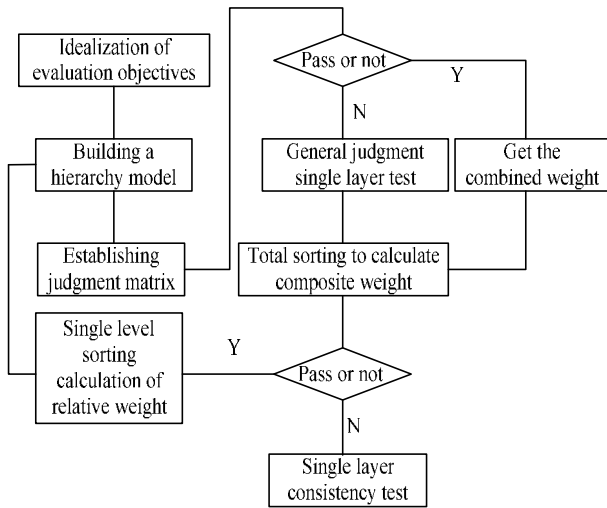 Idealization of
evaluation objectives
Building a
hierarchy model
Establishing
judgment matrix
Single level
sorting
calculation of
relative weight
Pass or not
Y
N
General judgment
single layer test
Get the
combined weight
Total sorting to calculate
composite weight
Y
Pass or not
N
Single layer
consistency test